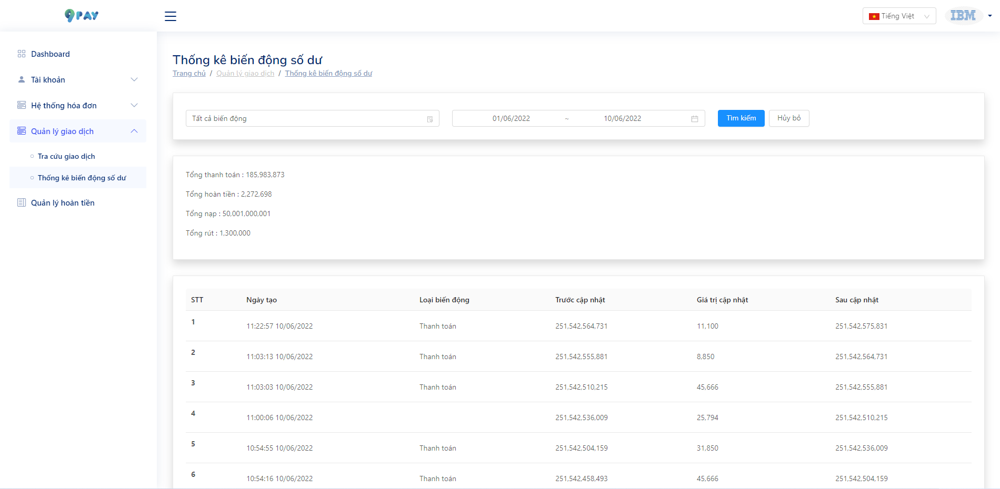 9PAY
Tiếng Việt
IBM
Dashboard
Tài khoản
Hệ thống hóa đơn
Quản lý giao dịch
Tra cứu giao dịch
Thống kê biến động số dư
Quản lý hoàn tiền
Thống kê biến động số dư
Trang chủ / Quản lý giao dịch / Thống kê biến động số dư
Tất cả biến động 01/06/2022 ~ 10/06/2022 Tìm kiếm Hủy bỏ
Tổng thanh toán : 185,983,873
Tổng hoàn tiền : 2,272,698
Tổng nạp : 50,001,000,001
Tổng rút : 1,300,000
STT Ngày tạo Loại biến động Trước cập nhật Giá trị cập nhật Sau cập nhật
1 11:22:57 10/06/2022 Thanh toán 251,542,564,731 11,100 251,542,575,831
2 11:03:13 10/06/2022 Thanh toán 251,542,555,881 8,850 251,542,564,731
3 11:03:03 10/06/2022 Thanh toán 251,542,510,215 45,666 251,542,555,881
4 11:00:06 10/06/2022 251,542,536,009 25,794 251,542,510,215
5 10:54:55 10/06/2022 Thanh toán 251,542,504,159 31,850 251,542,536,009
6 10:54:16 10/06/2022 Thanh toán 251,542,458,493 45,666 251,542,504,159